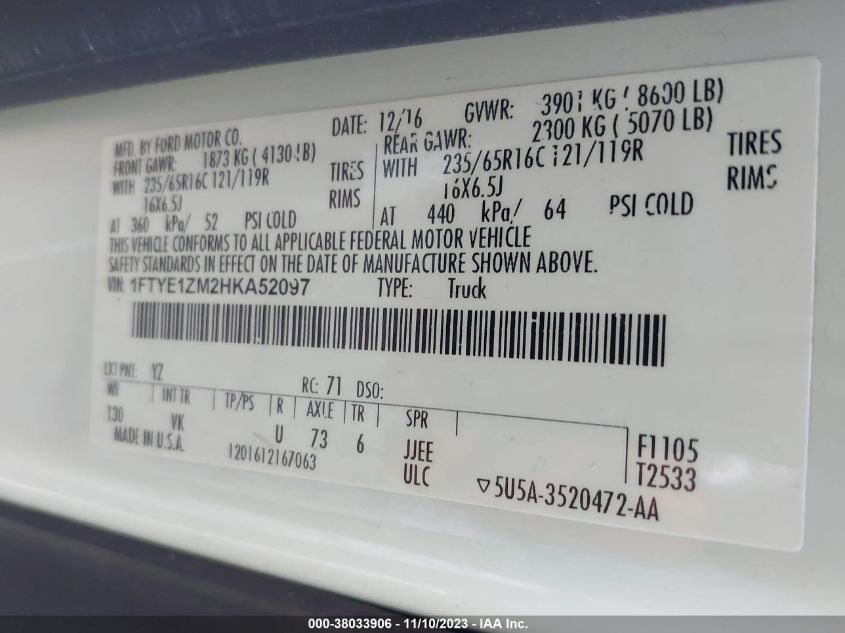 MFD. BY FORD MOTOR CO. DATE: 12/16 GVWR: 3901 KG ( 8600 LB)
FRONT GAWR: 1873 KG ( 4130 LB) REAR GAWR: 2300 KG ( 5070 LB)
WITH 235/65R16C 121/119R TIRES WITH 235/65R16C 121/119R TIRES
16X6.5J RIMS 16X6.5J RIMS
AT 360 kPa/ 52 PSI COLD AT 440 kPa/ 64 PSI COLD
THIS VEHICLE CONFORMS TO ALL APPLICABLE FEDERAL MOTOR VEHICLE
SAFETY STANDARDS IN EFFECT ON THE DATE OF MANUFACTURE SHOWN ABOVE.
VIN: 1FTYE1ZM2HKA52097 TYPE: Truck
EXT PNT: YZ RC: 71 DSO:
WB INT TR TP/PS R AXLE TR SPR
130 VK U 73 6 JJEE F1105
MADE IN U.S.A. 1201612167063 ULC T2533
▽5U5A-3520472-AA
000-38033906 - 11/10/2023 - IAA Inc.